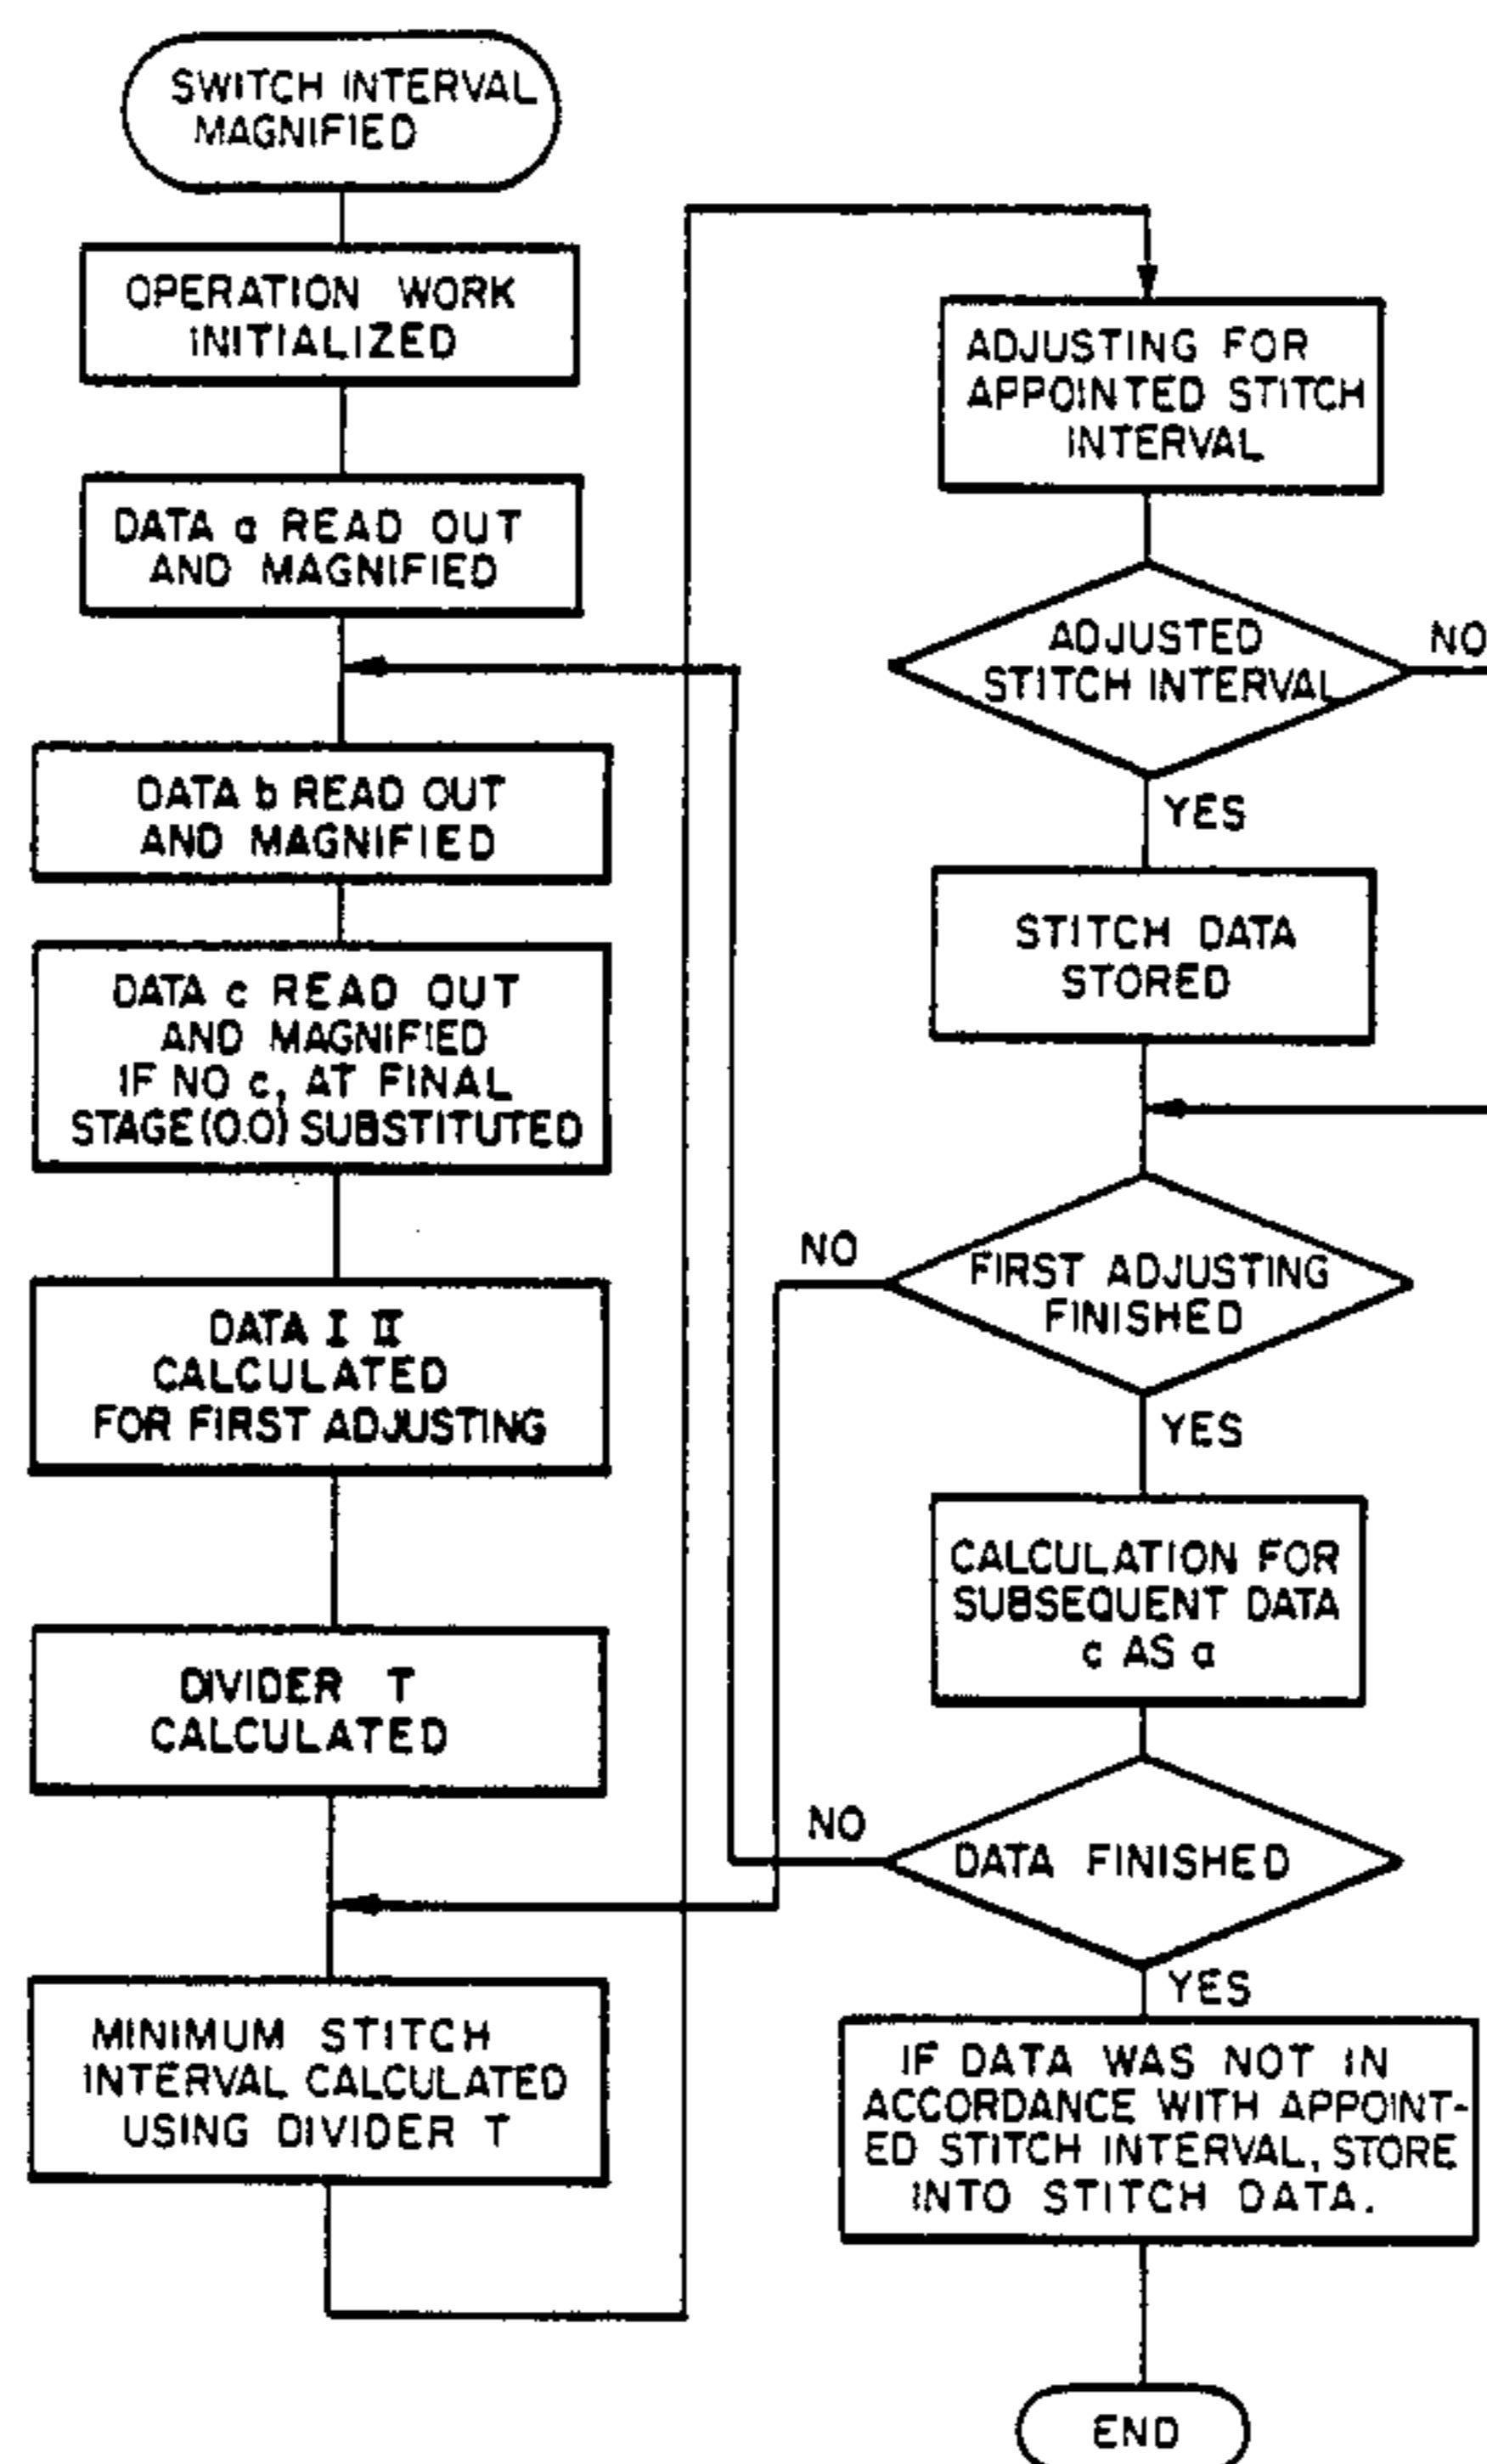 SWITCH INTERVAL
MAGNIFIED
OPERATION WORK
INITIALIZED
DATA a READ OUT
AND MAGNIFIED
DATA b READ OUT
AND MAGNIFIED
DATA c READ OUT
AND MAGNIFIED
IF NO c, AT FINAL
STAGE (0.0) SUBSTITUTED
DATA I II
CALCULATED
FOR FIRST ADJUSTING
DIVIDER T
CALCULATED
MINIMUM STITCH
INTERVAL CALCULATED
USING DIVIDER T
ADJUSTING FOR
APPOINTED STITCH
INTERVAL
ADJUSTED
STITCH INTERVAL
NO
YES
STITCH DATA
STORED
NO
FIRST ADJUSTING
FINISHED
YES
CALCULATION FOR
SUBSEQUENT DATA
c AS a
NO
DATA FINISHED
YES
IF DATA WAS NOT IN
ACCORDANCE WITH APPOINT-
ED STITCH INTERVAL, STORE
INTO STITCH DATA.
END